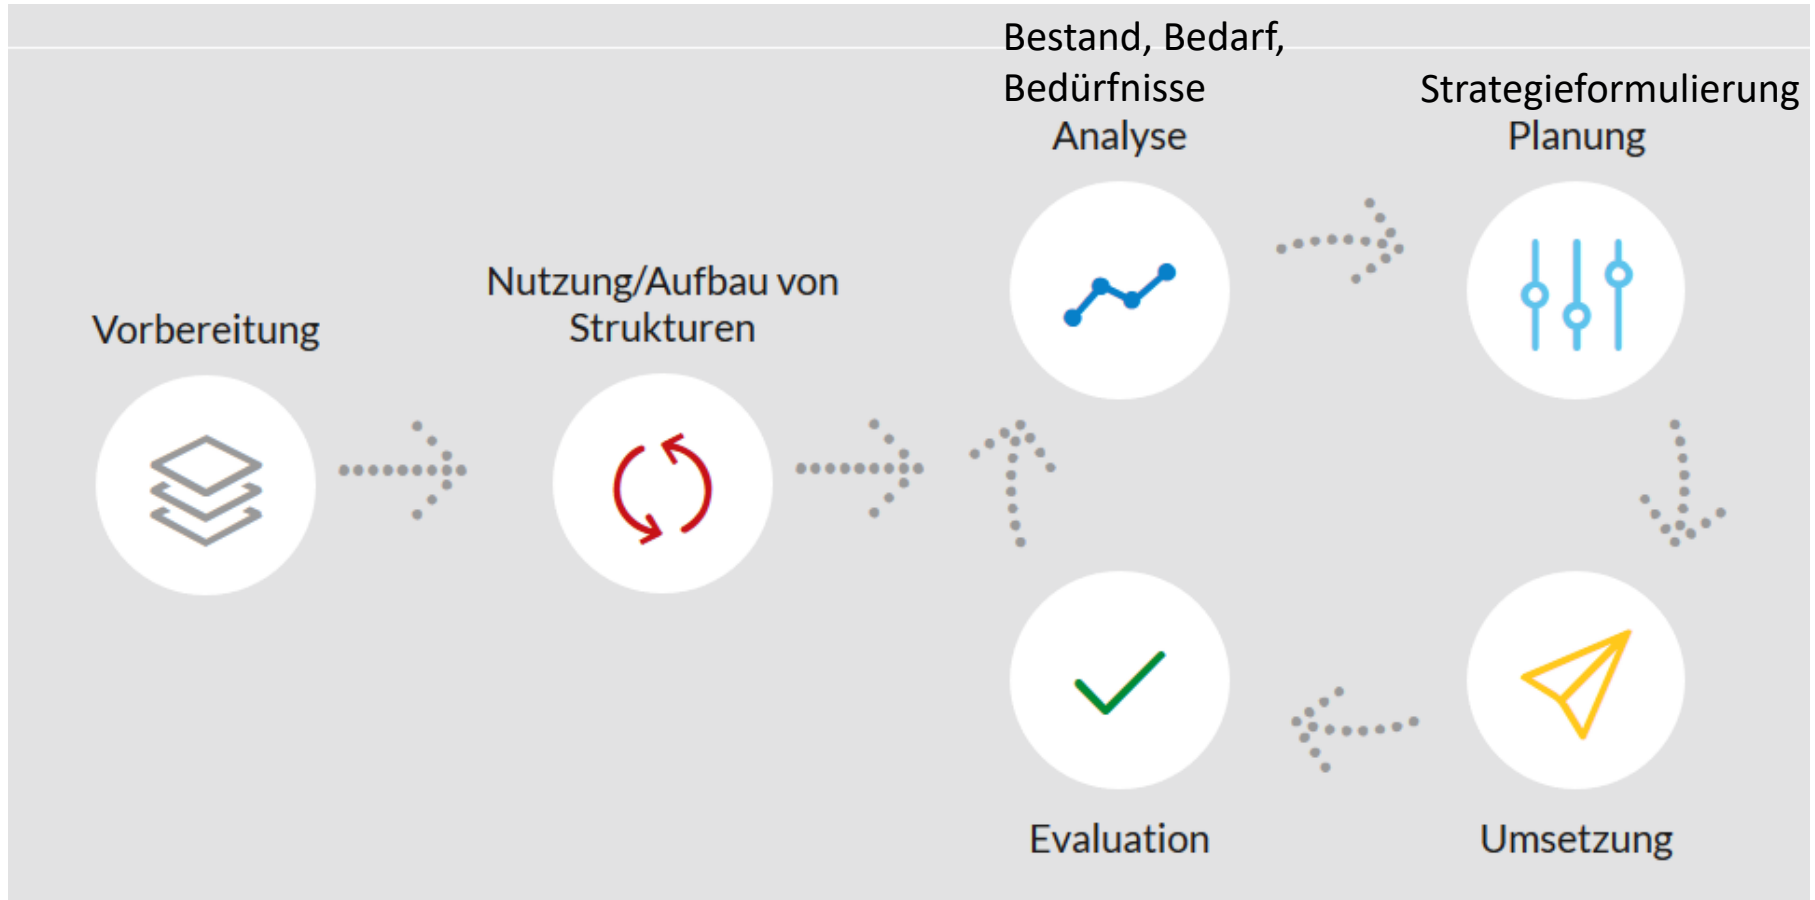 Vorbereitung
Nutzung/Aufbau von
Strukturen
Bestand, Bedarf,
Bedürfnisse
Analyse
Strategieformulierung
Planung
Evaluation
Umsetzung